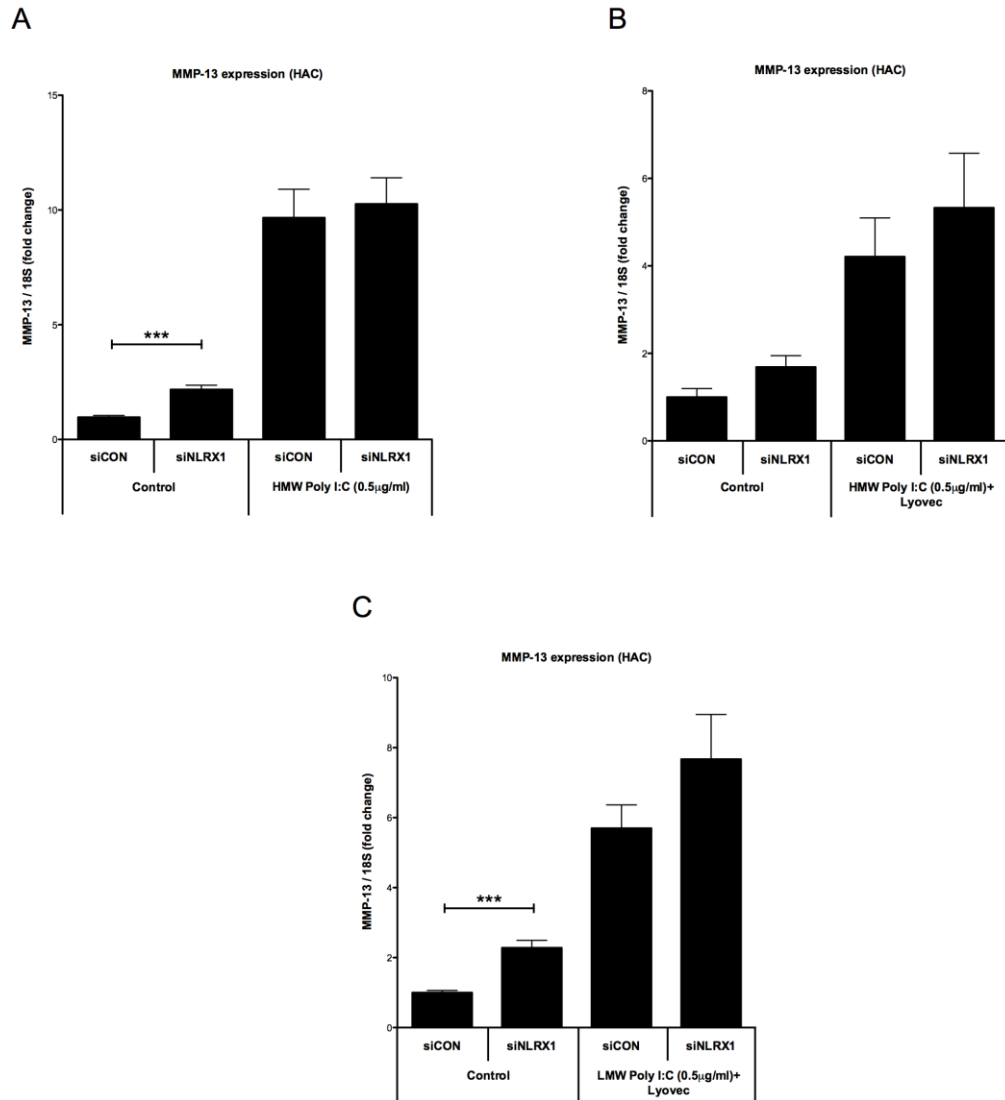 A
MMP-13 expression (HAC)
MMP-13 / 18S (fold change)
15
10
5
0
***
siCON
siNLRX1
siCON
siNLRX1
Control
HMW Poly I:C (0.5µg/ml)
B
MMP-13 expression (HAC)
MMP-13 / 18S (fold change)
8
6
4
2
0
siCON
siNLRX1
siCON
siNLRX1
Control
HMW Poly I:C (0.5µg/ml)+
Lyovec
C
MMP-13 expression (HAC)
MMP-13 / 18S (fold change)
10
8
6
4
2
0
***
siCON
siNLRX1
siCON
siNLRX1
Control
LMW Poly I:C (0.5µg/ml)+
Lyovec